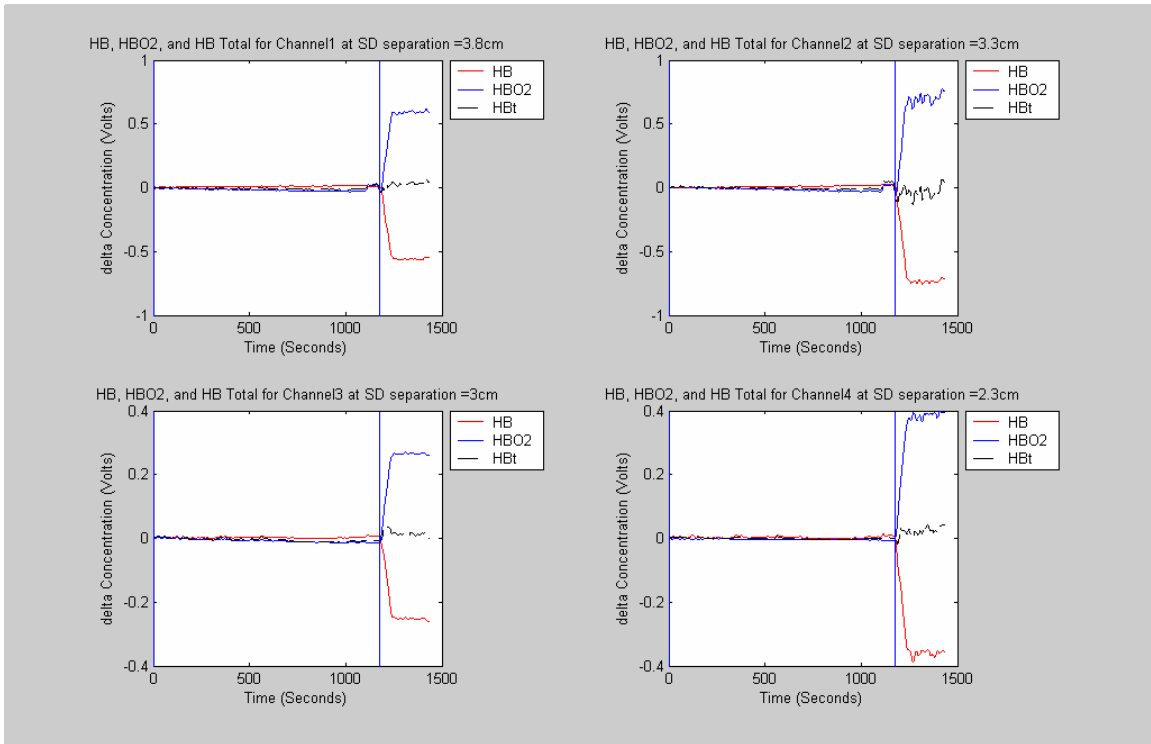 HB, HBO2, and HB Total for Channel1 at SD separation =3.8cm
HB
HBO2
HBt
delta Concentration (Volts)
1
0.5
0
-0.5
-1
0 500 1000 1500
Time (Seconds)
HB, HBO2, and HB Total for Channel2 at SD separation =3.3cm
HB
HBO2
HBt
delta Concentration (Volts)
1
0.5
0
-0.5
-1
0 500 1000 1500
Time (Seconds)
HB, HBO2, and HB Total for Channel3 at SD separation =3cm
HB
HBO2
HBt
delta Concentration (Volts)
0.4
0.2
0
-0.2
-0.4
0 500 1000 1500
Time (Seconds)
HB, HBO2, and HB Total for Channel4 at SD separation =2.3cm
HB
HBO2
HBt
delta Concentration (Volts)
0.4
0.2
0
-0.2
-0.4
0 500 1000 1500
Time (Seconds)